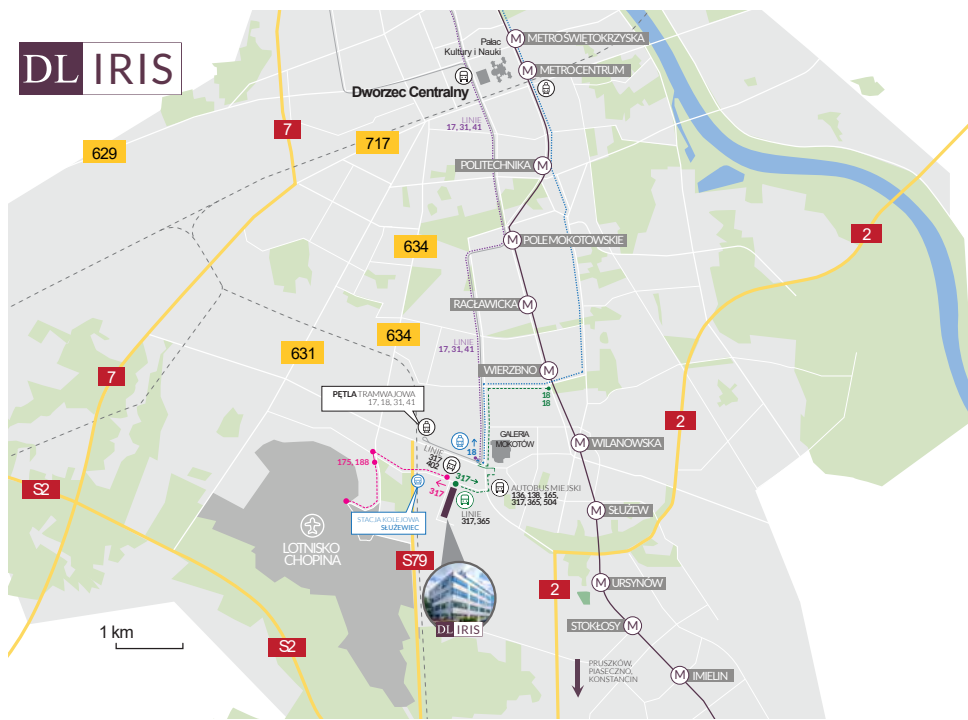 DL IRIS
Pałac
Kultury i Nauki
M METRO ŚWIĘTOKRZYSKA
M METRO CENTRUM
Dworzec Centralny
LINIE
17, 31, 41
7
717
629
POLITECHNIKA M
634
M POLE MOKOTOWSKIE
2
RACŁAWICKA M
634
LINIE
17, 31, 41
631
WIERZBNO M
7
PĘTLA TRAMWAJOWA
17, 18, 31, 41
18
18
2
GALERIA
MOKOTÓW
M WILANOWSKA
18
LINIE
317
402
175, 188
317
317
AUTOBUS MIEJSKI
136, 138, 165,
317, 365, 504
S2
LINIE
317, 365
M SŁUŻEW
STACJA KOLEJOWA
SŁUŻEWIEC
LOTNISKO
CHOPINA
S79
2
M URSYNÓW
DL IRIS
STOKŁOSY M
1 km
S2
PRUSZKÓW,
PIASECZNO,
KONSTANCIN
M IMIELIN